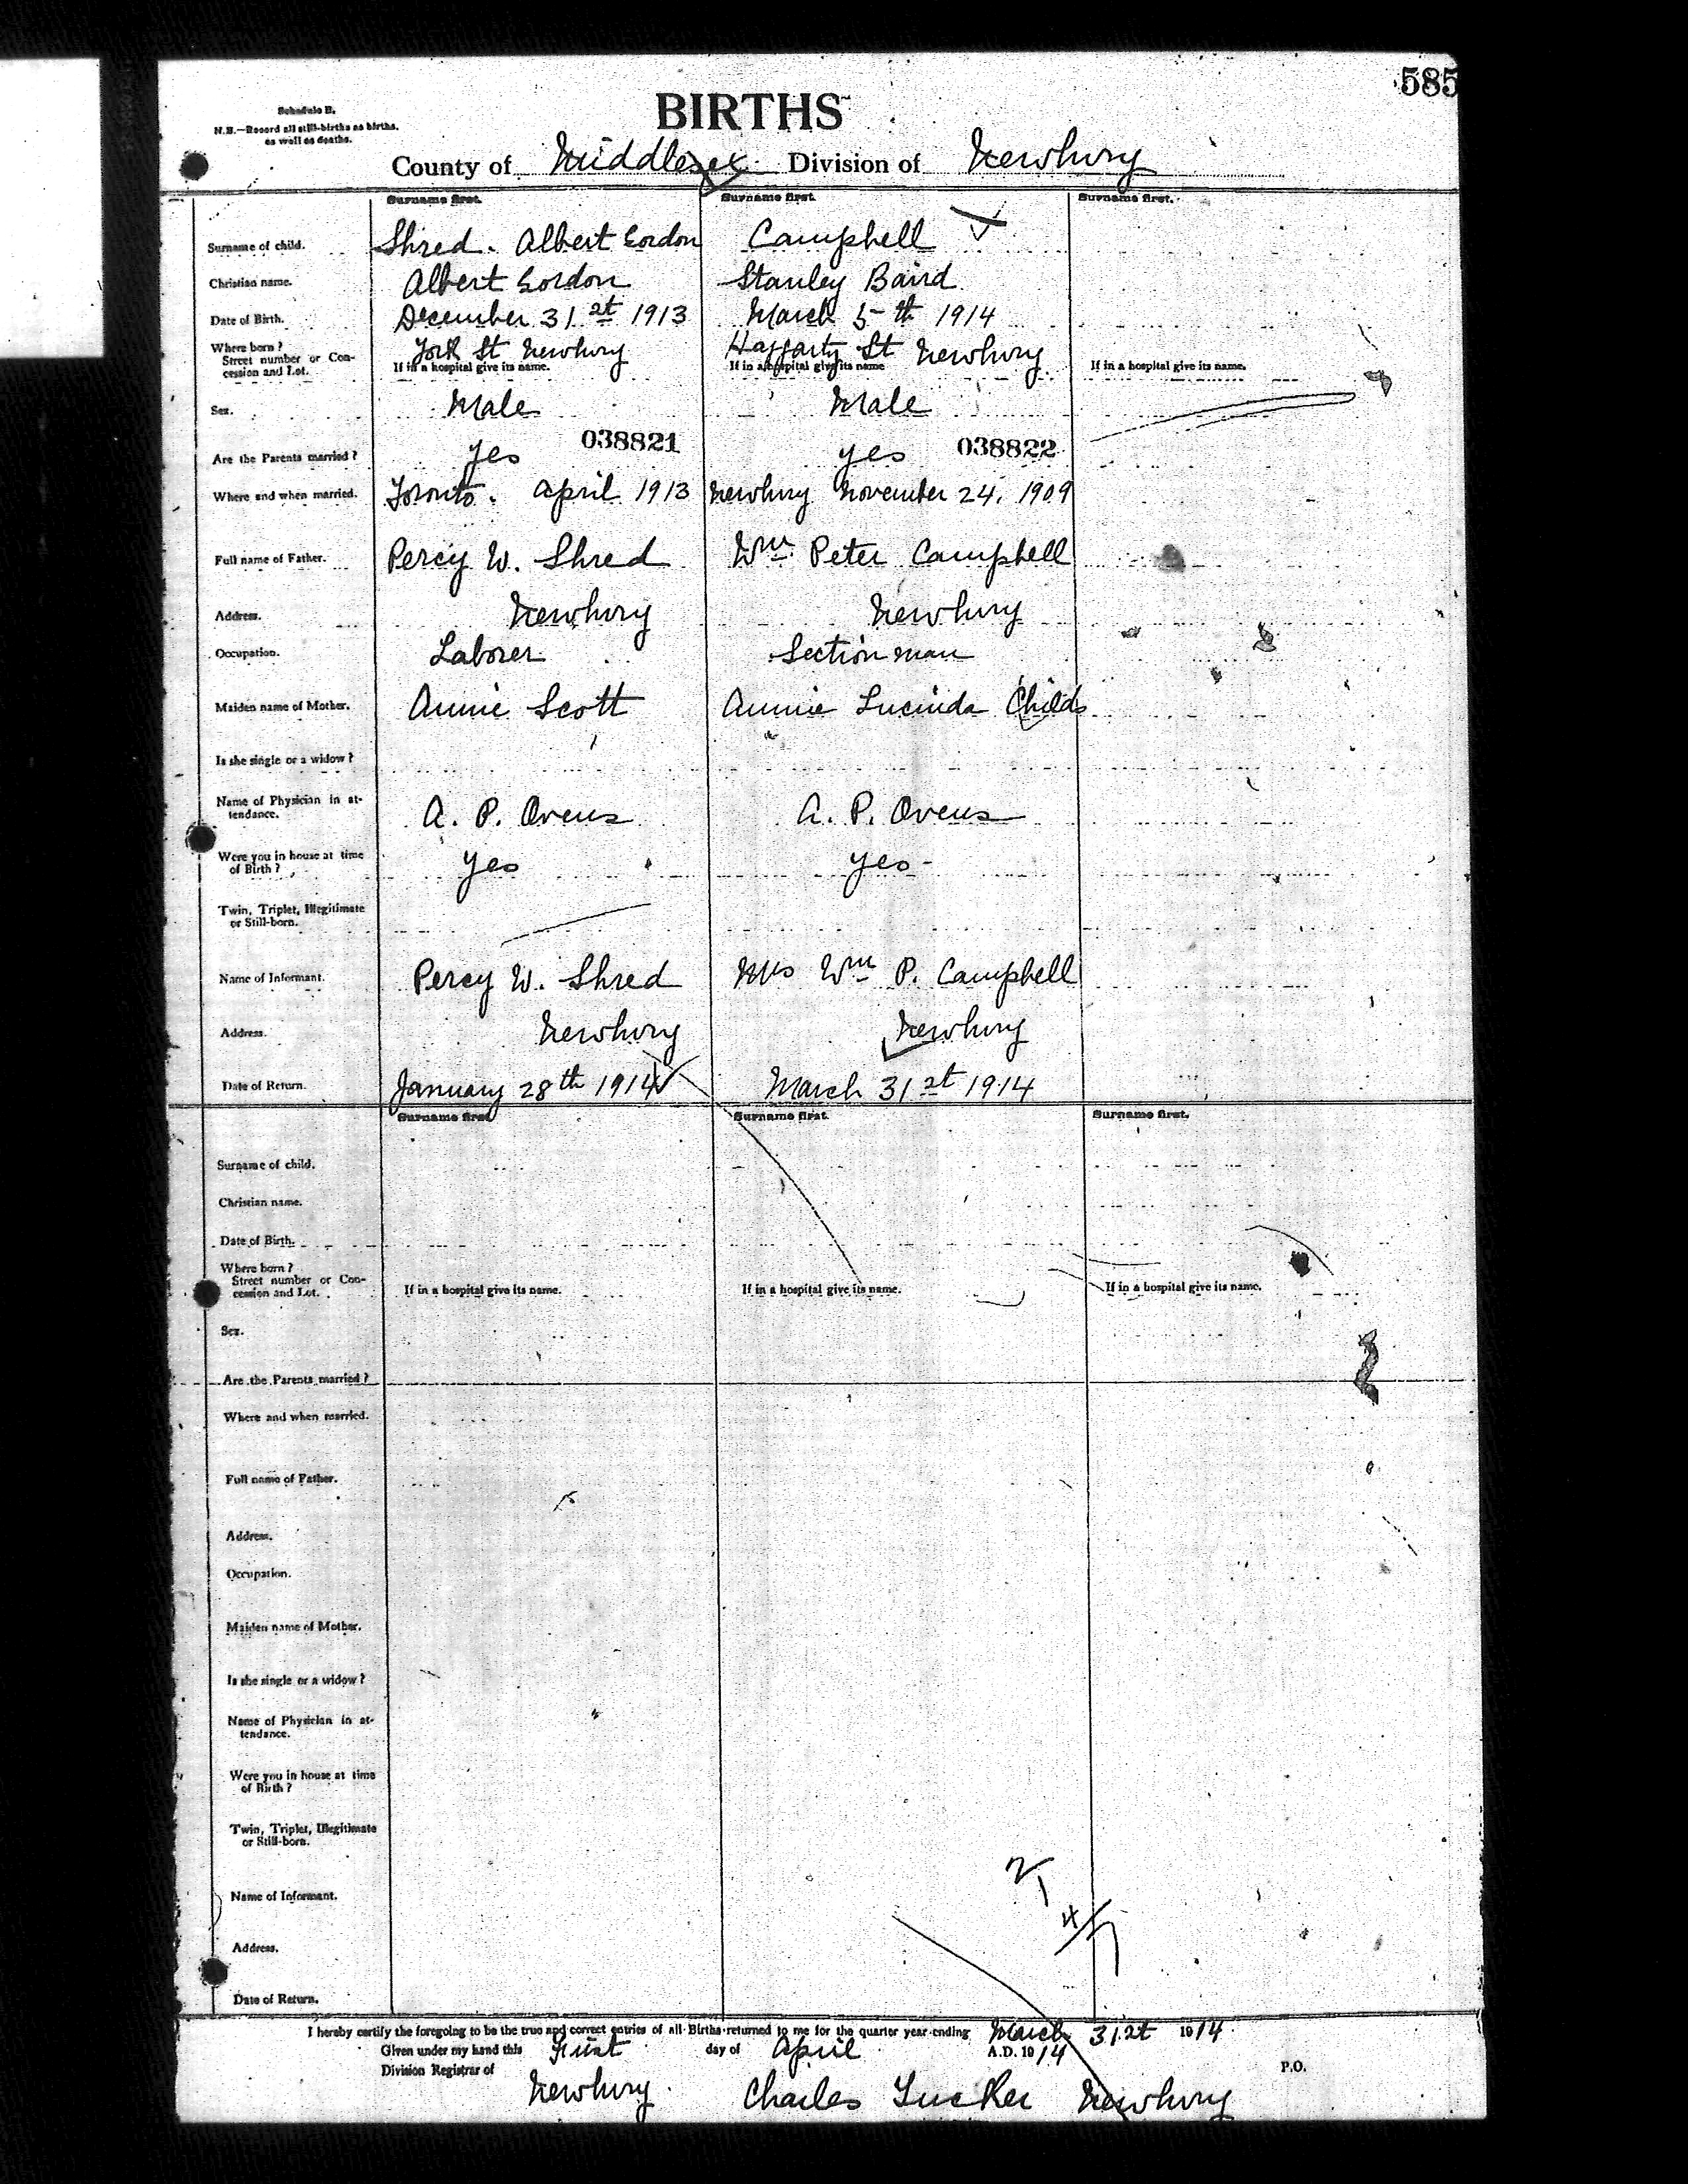 585
Schedule B.
N.B.—Record all still-births as births.
as well as deaths.
BIRTHS
County of Middlesex Division of Newbury
Surname first. Surname first. Surname first.
Surname of child. Shred. Albert Gordon Campbell
Christian name. Albert Gordon Stanley Baird
Date of Birth. December 31st 1913 March 5th 1914
Where born? York St Newbury Haggarty St Newbury
Street number or Con-
cession and Lot. If in a hospital give its name. If in a hospital give its name If in a hospital give its name.
Sex. Male Male
038821 038822
Are the Parents married? yes yes
Where and when married. Toronto. April 1913 Newbury November 24, 1909
Full name of Father. Percy W. Shred Wm Peter Campbell
Address. Newbury Newbury
Occupation. Laborer Section man
Maiden name of Mother. Annie Scott Annie Lucinda Childs
Is she single or a widow?
Name of Physician in at-
tendance. A. P. Ovens A. P. Ovens
Were you in house at time
of Birth? yes yes
Twin, Triplet, Illegitimate
or Still-born.
Name of Informant. Percy W. Shred Mrs Wm P. Campbell
Address. Newbury Newbury
Date of Return. January 28th 1914 March 31st 1914
Surname first. Surname first. Surname first.
Surname of child.
Christian name.
Date of Birth.
Where born?
Street number or Con-
cession and Lot. If in a hospital give its name. If in a hospital give its name. If in a hospital give its name.
Sex.
Are the Parents married?
Where and when married.
Full name of Father.
Address.
Occupation.
Maiden name of Mother.
Is she single or a widow?
Name of Physician in at-
tendance.
Were you in house at time
of Birth?
Twin, Triplet, Illegitimate
or Still-born.
Name of Informant.
Address.
Date of Return.
I hereby certify the foregoing to be the true and correct entries of all Births returned to me for the quarter year ending March 31st 1914
Given under my hand this First day of April A.D. 1914
Division Registrar of Newbury Charles Tucker Newbury P.O.